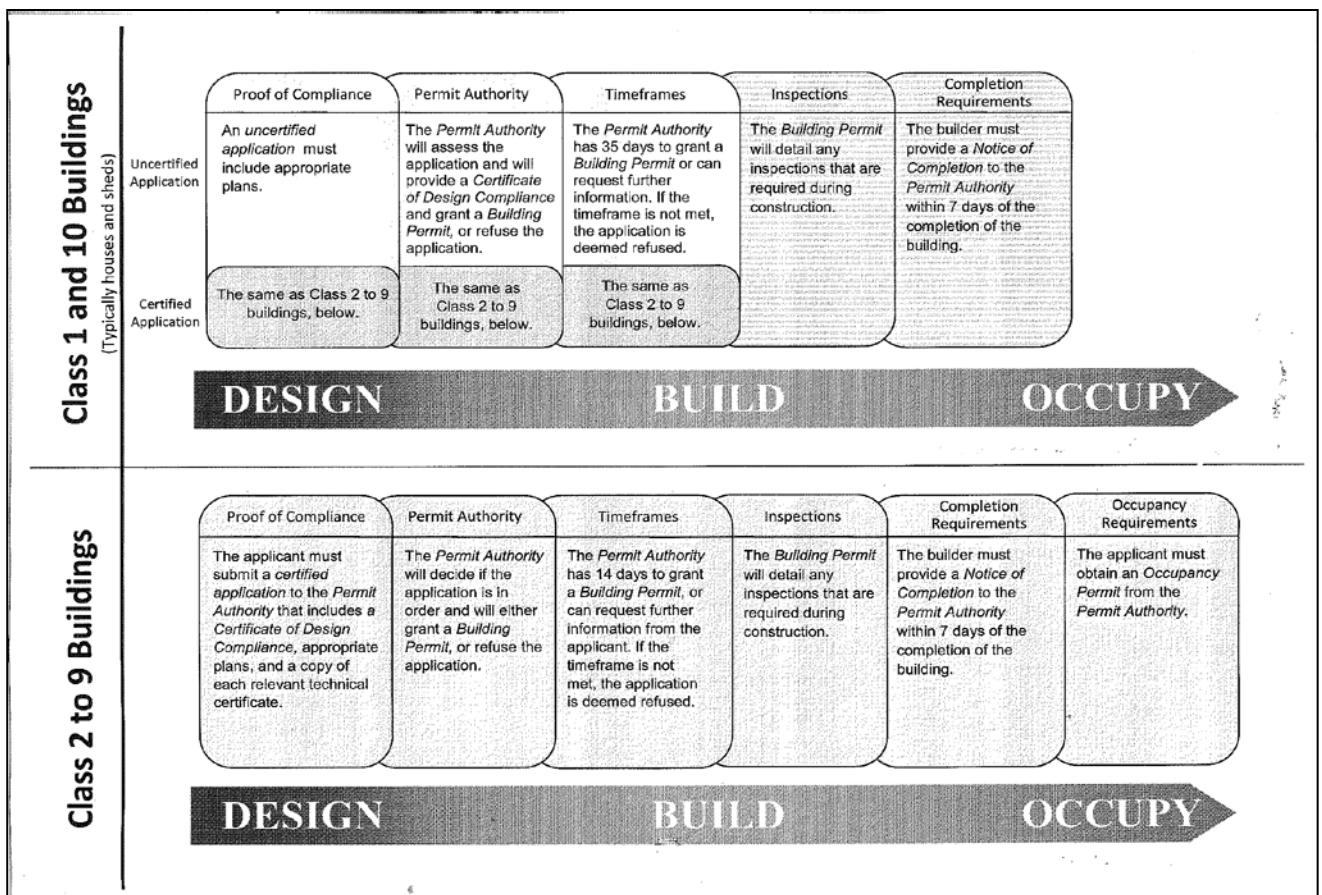 Class 1 and 10 Buildings
(Typically houses and sheds)
Uncertified
Application
Certified
Application
Proof of Compliance
An uncertified
application must
include appropriate
plans.
The same as Class 2 to 9
buildings, below.
Permit Authority
The Permit Authority
will assess the
application and will
provide a Certificate
of Design Compliance
and grant a Building
Permit, or refuse the
application.
The same as
Class 2 to 9
buildings, below.
Timeframes
The Permit Authority
has 35 days to grant a
Building Permit or can
request further
information. If the
timeframe is not met,
the application is
deemed refused.
The same as
Class 2 to 9
buildings, below.
Inspections
The Building Permit
will detail any
inspections that are
required during
construction.
Completion
Requirements
The builder must
provide a Notice of
Completion to the
Permit Authority
within 7 days of the
completion of the
building.
DESIGN BUILD OCCUPY
Class 2 to 9 Buildings
Proof of Compliance
The applicant must
submit a certified
application to the Permit
Authority that includes a
Certificate of Design
Compliance, appropriate
plans, and a copy of
each relevant technical
certificate.
Permit Authority
The Permit Authority
will decide if the
application is in
order and will either
grant a Building
Permit, or refuse the
application.
Timeframes
The Permit Authority
has 14 days to grant
a Building Permit, or
can request further
information from the
applicant. If the
timeframe is not
met, the application
is deemed refused.
Inspections
The Building Permit
will detail any
inspections that are
required during
construction.
Completion
Requirements
The builder must
provide a Notice of
Completion to the
Permit Authority
within 7 days of the
completion of the
building.
Occupancy
Requirements
The applicant must
obtain an Occupancy
Permit from the
Permit Authority.
DESIGN BUILD OCCUPY